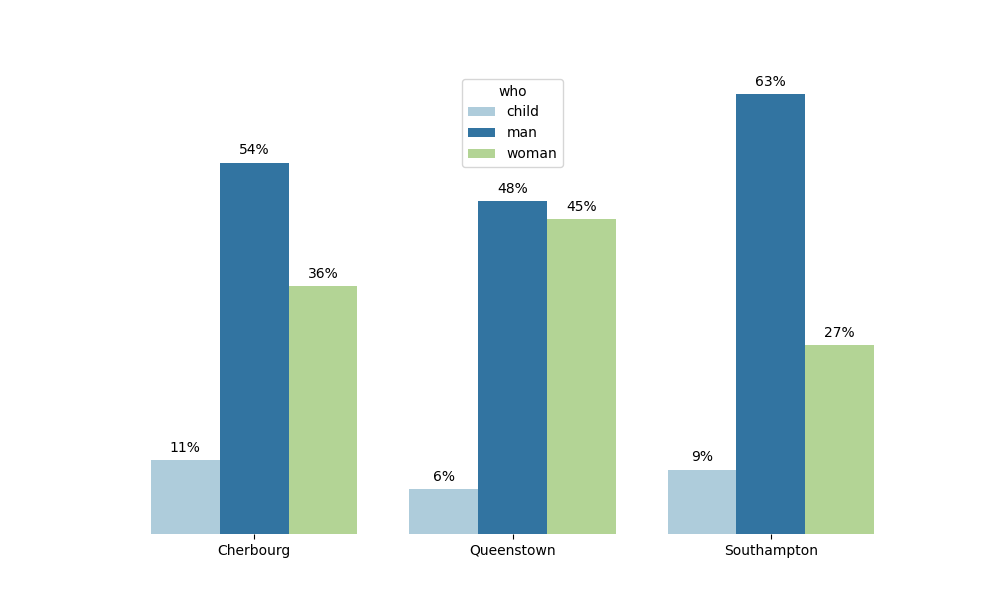 63%
who
child
man
woman
54%
48%
45%
36%
27%
11%
9%
6%
Cherbourg
Queenstown
Southampton